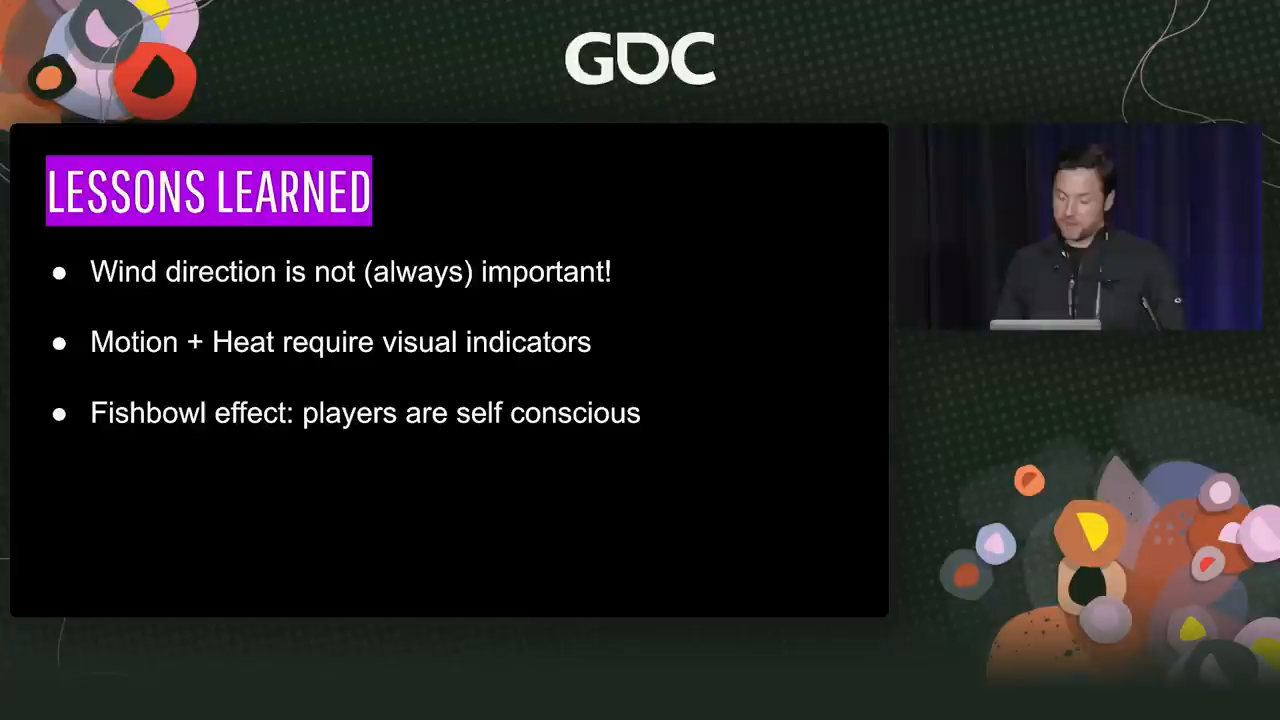 GDC
LESSONS LEARNED
● Wind direction is not (always) important!
● Motion + Heat require visual indicators
● Fishbowl effect: players are self conscious